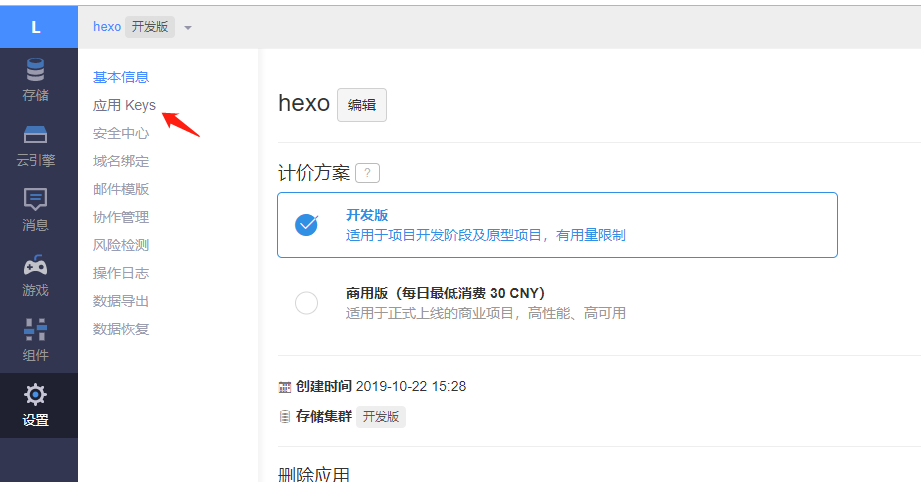 L
hexo 开发版
存储
云引擎
消息
游戏
组件
设置
基本信息
应用 Keys
安全中心
域名绑定
邮件模版
协作管理
风险检测
操作日志
数据导出
数据恢复
hexo 编辑
计价方案 ?
开发版
适用于项目开发阶段及原型项目，有用量限制
商用版（每日最低消费 30 CNY）
适用于正式上线的商业项目，高性能、高可用
创建时间 2019-10-22 15:28
存储集群 开发版
删除应用